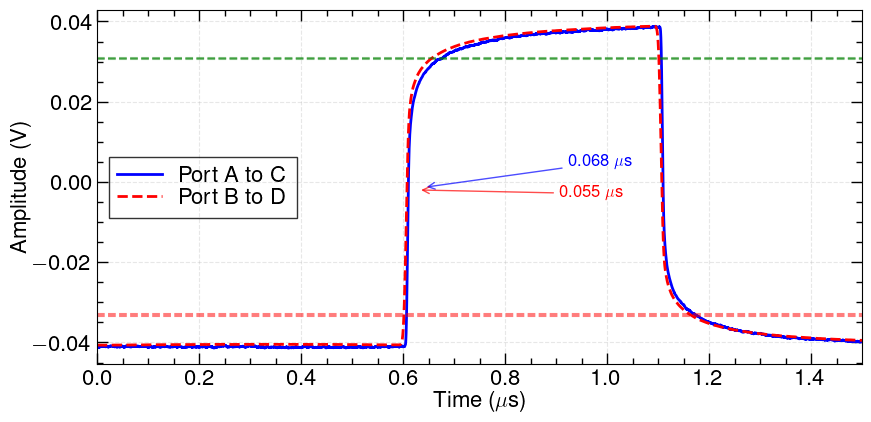 0.04
0.02
0.00
−0.02
−0.04
Amplitude (V)
Port A to C
Port B to D
0.068 μs
0.055 μs
0.0 0.2 0.4 0.6 0.8 1.0 1.2 1.4
Time (μs)